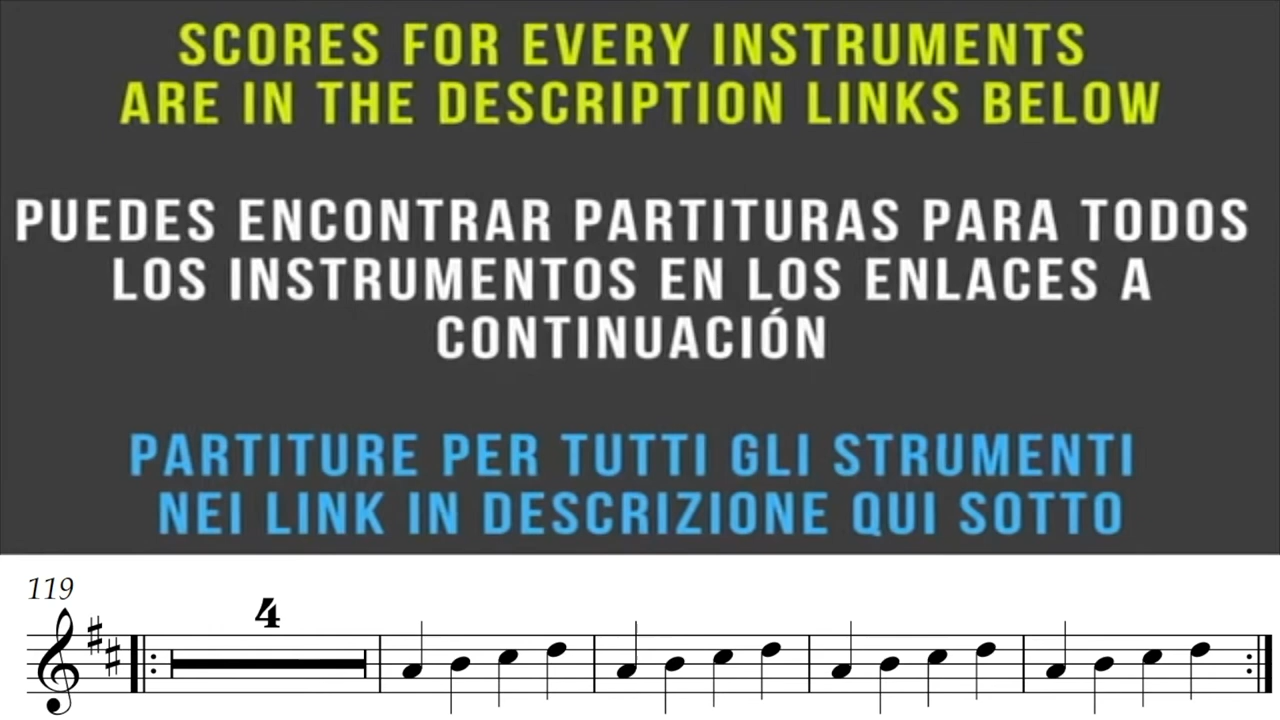 SCORES FOR EVERY INSTRUMENTS
ARE IN THE DESCRIPTION LINKS BELOW
PUEDES ENCONTRAR PARTITURAS PARA TODOS
LOS INSTRUMENTOS EN LOS ENLACES A
CONTINUACIÓN
PARTITURE PER TUTTI GLI STRUMENTI
NEI LINK IN DESCRIZIONE QUI SOTTO
119
4